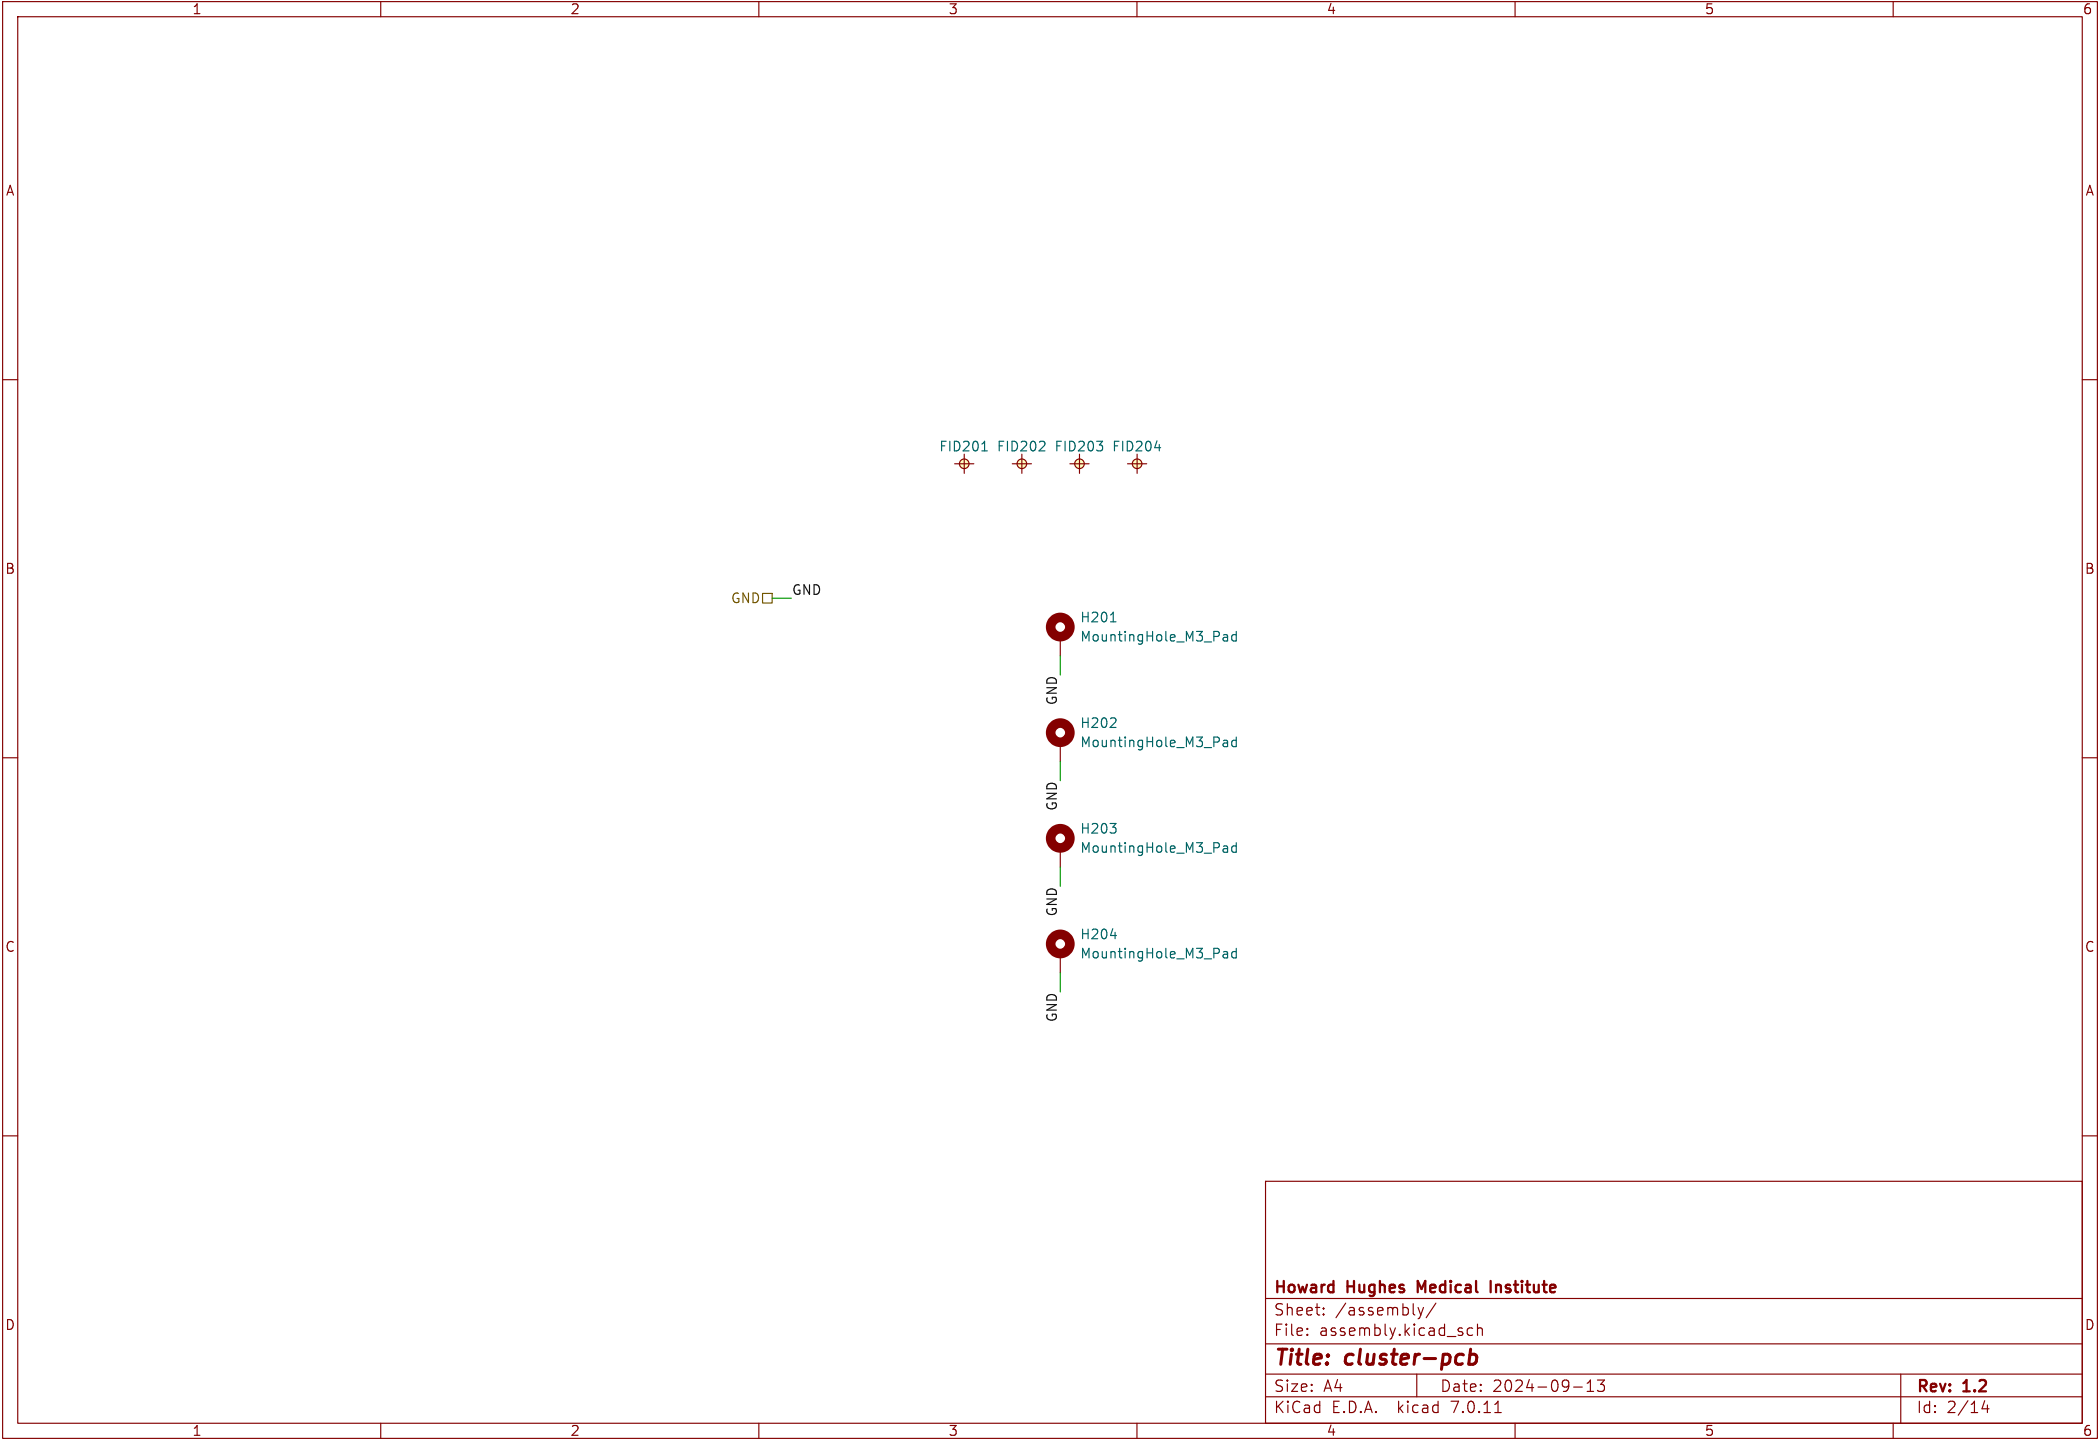 1 2 3 4 5 6
A A
FID201 FID202 FID203 FID204
B B
GND GND
H201
MountingHole_M3_Pad
GND
H202
MountingHole_M3_Pad
GND
H203
MountingHole_M3_Pad
GND
C C
H204
MountingHole_M3_Pad
GND
Howard Hughes Medical Institute
Sheet: /assembly/
File: assembly.kicad_sch
D D
Title: cluster-pcb
Size: A4 Date: 2024-09-13 Rev: 1.2
KiCad E.D.A. kicad 7.0.11 Id: 2/14
1 2 3 4 5 6